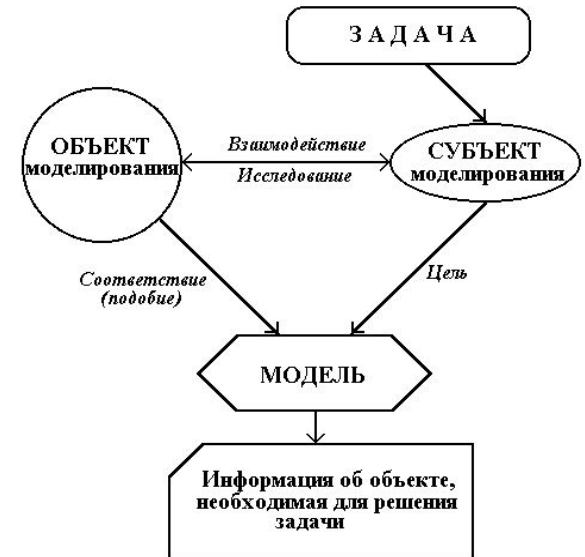 З А Д А Ч А
ОБЪЕКТ
моделирования
Взаимодействие
Исследование
СУБЪЕКТ
моделирования
Соответствие
(подобие)
Цель
МОДЕЛЬ
Информация об объекте,
необходимая для решения
задачи